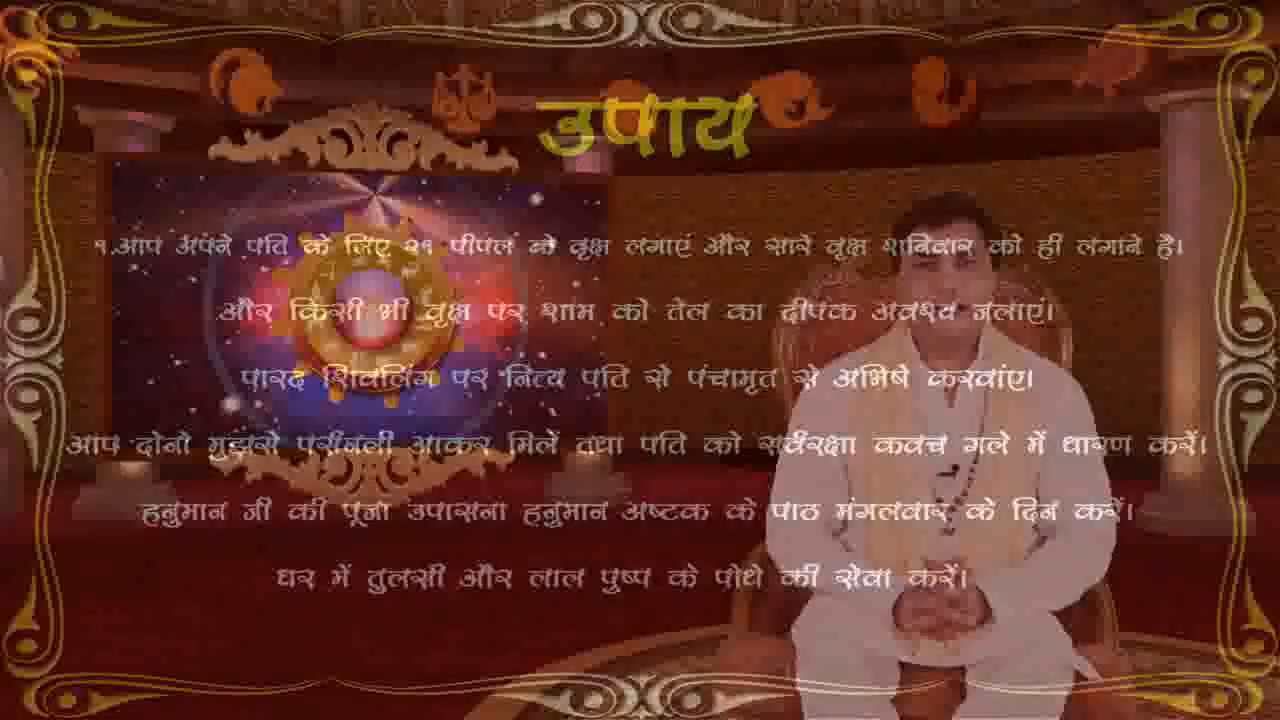 उपाय
१.आप अपने पति के लिए २१ पीपल के वृक्ष लगाएं और सारे वृक्ष शनिवार को ही लगाने है।
और किसी भी वृक्ष पर शाम को तेल का दीपक अवश्य जलाएं।
पारद शिवलिंग पर नित्य पति से पंचामृत से अभिषे करवांए।
आप दोनो मुझसे पर्सनली आकर मिलें तथा पति को सर्वरक्षा कवच गले में धारण करें।
हनुमान जी की पूजा उपासना हनुमान अष्टक के पाठ मंगलवार के दिन करें।
घर में तुलसी और लाल पुष्प के पोधे की सेवा करें।